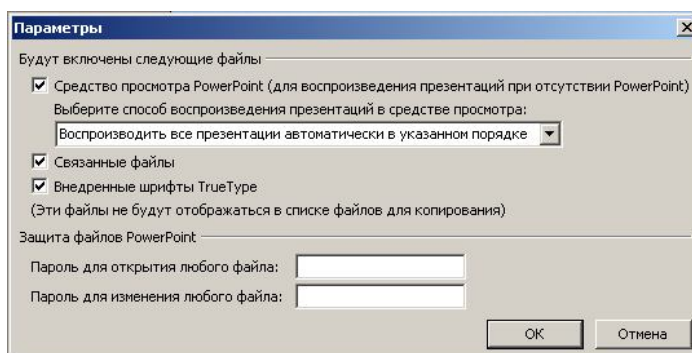 Параметры
Будут включены следующие файлы
Средство просмотра PowerPoint (для воспроизведения презентаций при отсутствии PowerPoint)
Выберите способ воспроизведения презентаций в средстве просмотра:
Воспроизводить все презентации автоматически в указанном порядке
Связанные файлы
Внедренные шрифты TrueType
(Эти файлы не будут отображаться в списке файлов для копирования)
Защита файлов PowerPoint
Пароль для открытия любого файла:
Пароль для изменения любого файла:
ОК Отмена